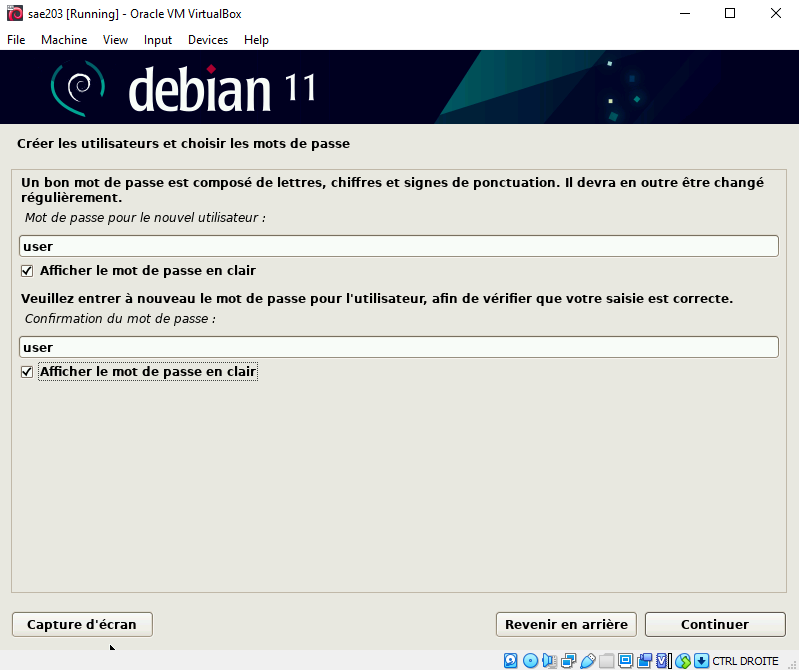 sae203 [Running] - Oracle VM VirtualBox
File Machine View Input Devices Help
debian 11
Créer les utilisateurs et choisir les mots de passe
Un bon mot de passe est composé de lettres, chiffres et signes de ponctuation. Il devra en outre être changé
régulièrement.
Mot de passe pour le nouvel utilisateur :
user
Afficher le mot de passe en clair
Veuillez entrer à nouveau le mot de passe pour l'utilisateur, afin de vérifier que votre saisie est correcte.
Confirmation du mot de passe :
user
Afficher le mot de passe en clair
Capture d'écran Revenir en arrière Continuer
CTRL DROITE